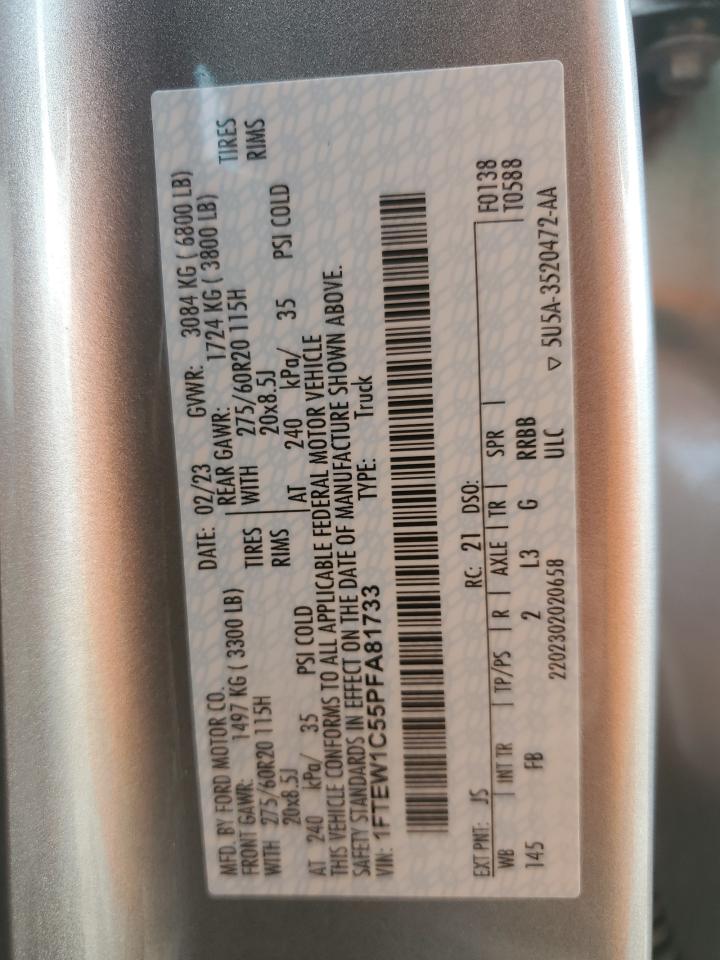 MFD. BY FORD MOTOR CO. DATE: 02/23 GVWR: 3084 KG ( 6800 LB)
FRONT GAWR: 1497 KG ( 3300 LB) REAR GAWR: 1724 KG ( 3800 LB)
WITH 275/60R20 115H TIRES WITH 275/60R20 115H TIRES
20x8.5J RIMS 20x8.5J RIMS
AT 240 kPa/ 35 PSI COLD AT 240 kPa/ 35 PSI COLD
THIS VEHICLE CONFORMS TO ALL APPLICABLE FEDERAL MOTOR VEHICLE
SAFETY STANDARDS IN EFFECT ON THE DATE OF MANUFACTURE SHOWN ABOVE.
VIN: 1FTEW1C55PFA81733 TYPE: Truck
EXT PNT: JS RC: 21 DSO: F0138
WB INT TR TP/PS R AXLE TR SPR T0588
145 FB 2 L3 G RRBB
2202302020658 ULC ▽ 5U5A-3520472-AA